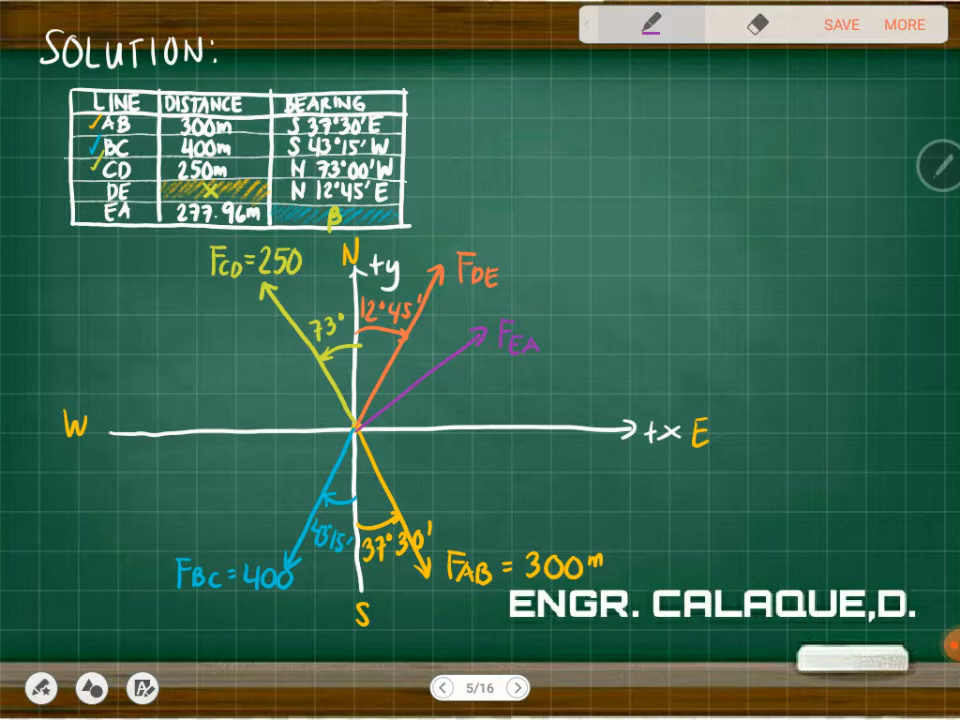 SAVE MORE
SOLUTION:
LINE DISTANCE BEARING
AB 300m S 37°30'E
BC 400m S 43°15'W
CD 250m N 73°00'W
DE x N 12°45'E
EA 277.96m β
FCD=250
N
+y
FDE
12°45'
73°
FEA
W
+x E
43°15'
37°30'
FBC=400
FAB = 300m
S
ENGR. CALAQUE,D.
5/16